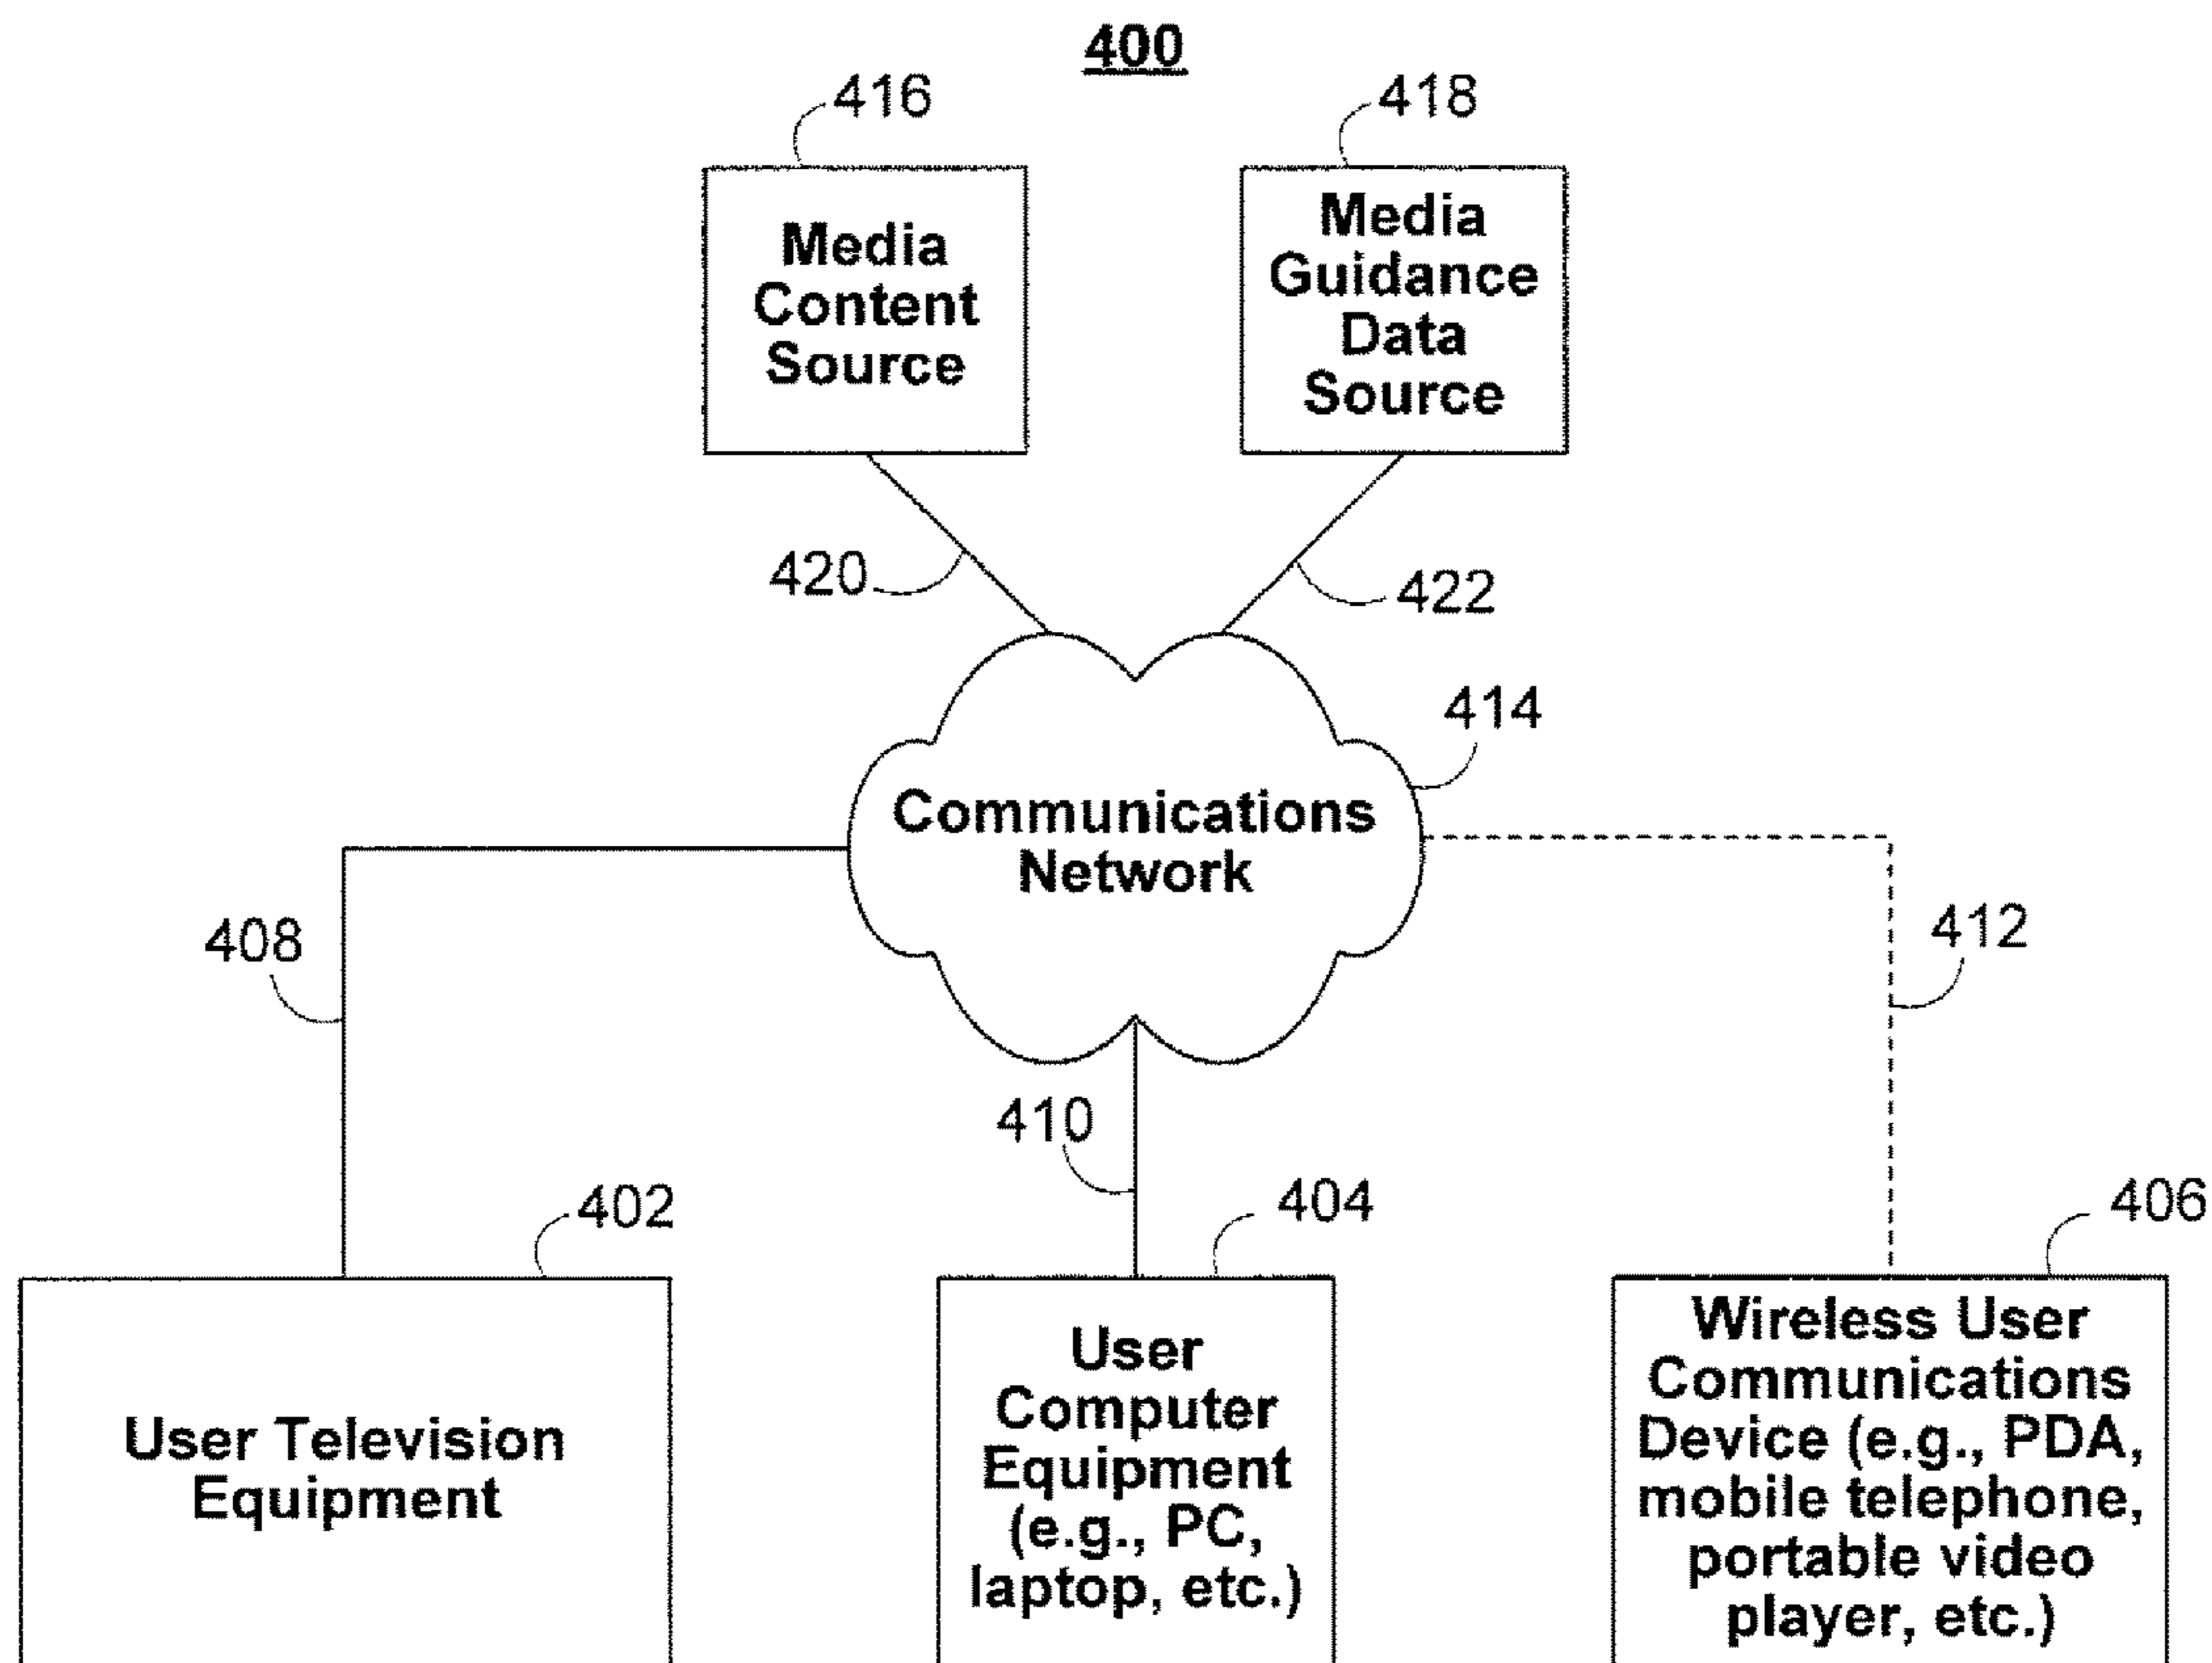 400
416
418
Media
Content
Source
Media
Guidance
Data
Source
420
422
414
Communications
Network
408
412
410
402
404
406
User Television
Equipment
User
Computer
Equipment
(e.g., PC,
laptop, etc.)
Wireless User
Communications
Device (e.g., PDA,
mobile telephone,
portable video
player, etc.)